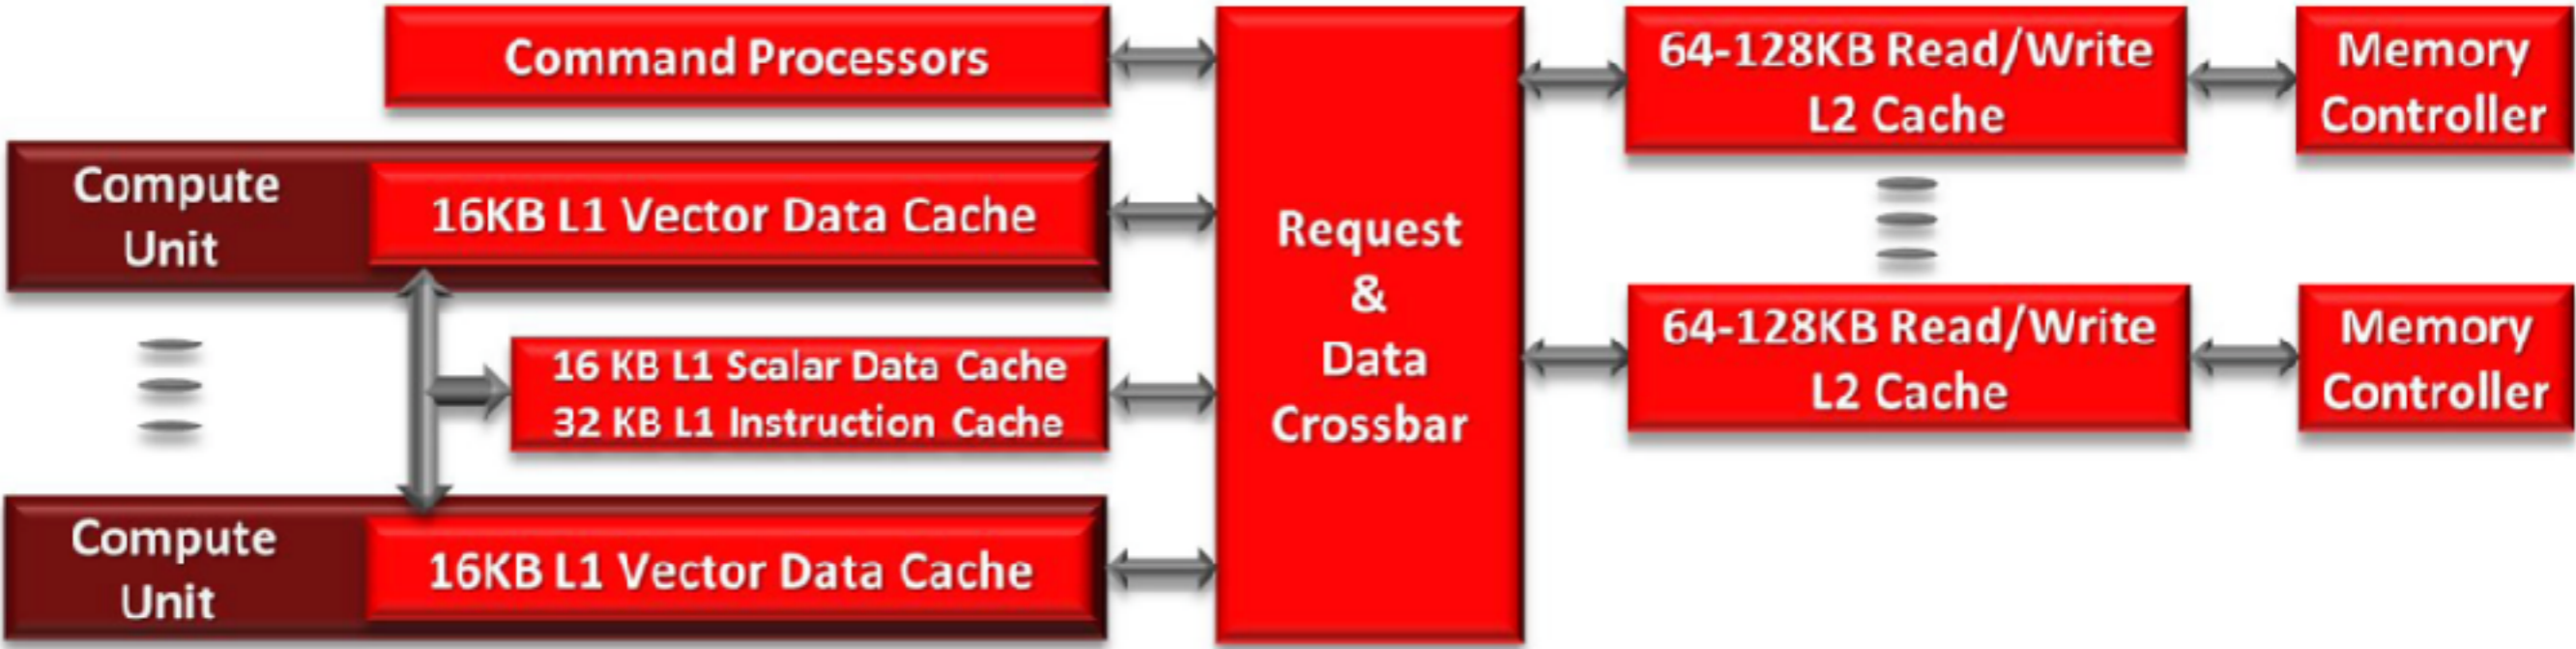 Command Processors
Compute
Unit
16KB L1 Vector Data Cache
16 KB L1 Scalar Data Cache
32 KB L1 Instruction Cache
Compute
Unit
16KB L1 Vector Data Cache
Request
&
Data
Crossbar
64-128KB Read/Write
L2 Cache
Memory
Controller
64-128KB Read/Write
L2 Cache
Memory
Controller